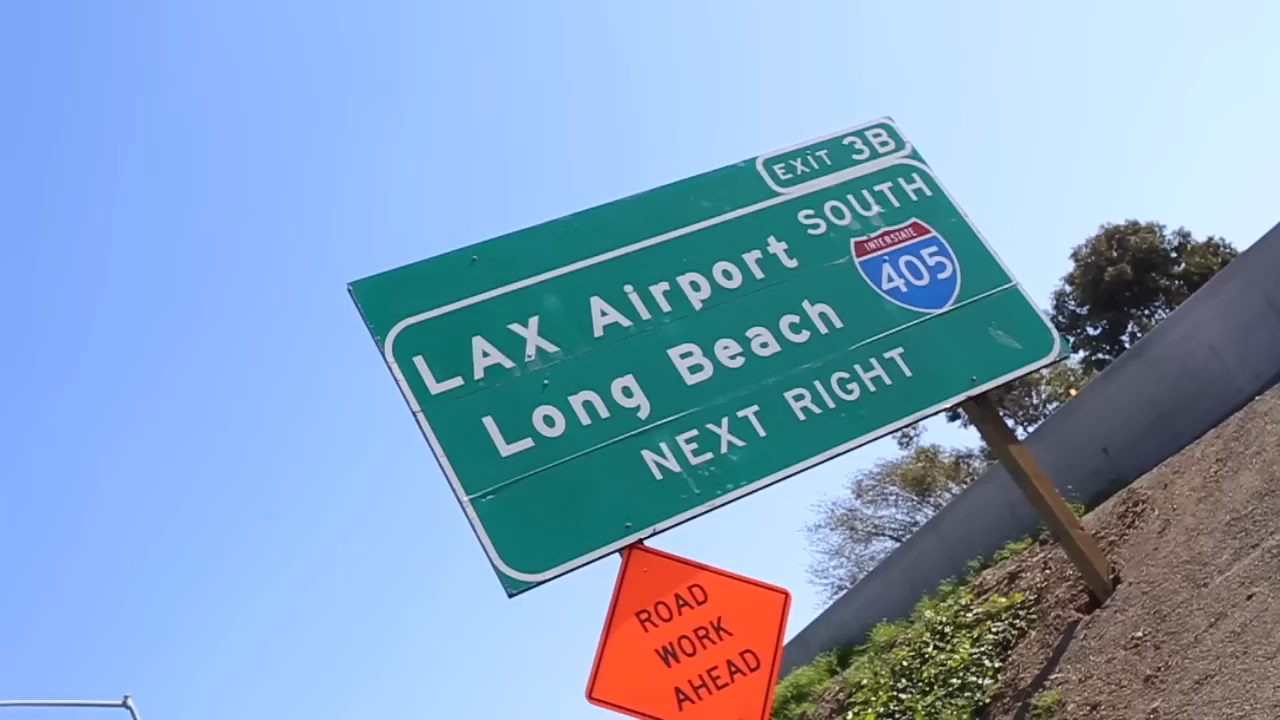 EXIT 3B
LAX Airport SOUTH
Long Beach
INTERSTATE
405
NEXT RIGHT
ROAD
WORK
AHEAD